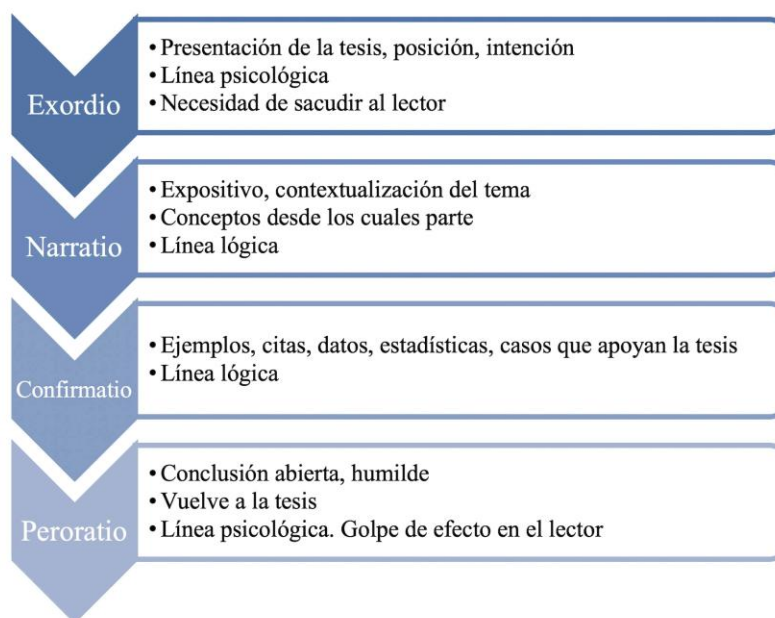 Exordio
• Presentación de la tesis, posición, intención
• Línea psicológica
• Necesidad de sacudir al lector
Narratio
• Expositivo, contextualización del tema
• Conceptos desde los cuales parte
• Línea lógica
Confirmatio
• Ejemplos, citas, datos, estadísticas, casos que apoyan la tesis
• Línea lógica
Peroratio
• Conclusión abierta, humilde
• Vuelve a la tesis
• Línea psicológica. Golpe de efecto en el lector